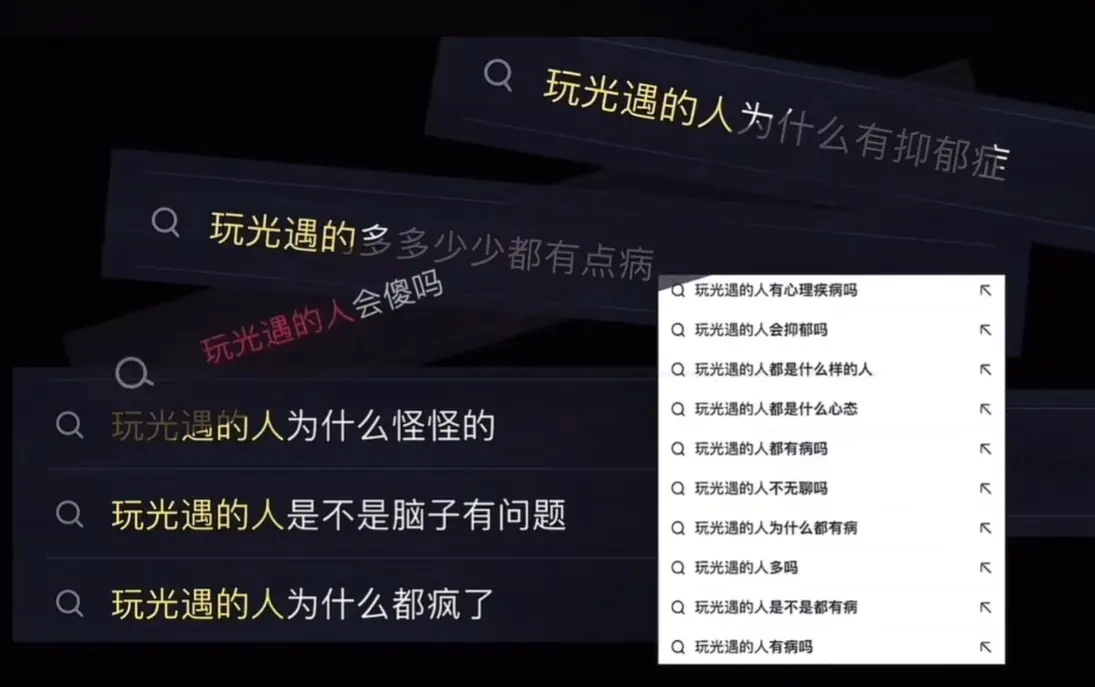 玩光遇的人为什么有抑郁症
玩光遇的多多少少都有点病
玩光遇的人会傻吗
玩光遇的人为什么怪怪的
玩光遇的人是不是脑子有问题
玩光遇的人为什么都疯了
玩光遇的人有心理疾病吗
玩光遇的人会抑郁吗
玩光遇的人都是什么样的人
玩光遇的人都是什么心态
玩光遇的人都有病吗
玩光遇的人不无聊吗
玩光遇的人为什么都有病
玩光遇的人多吗
玩光遇的人是不是都有病
玩光遇的人有病吗